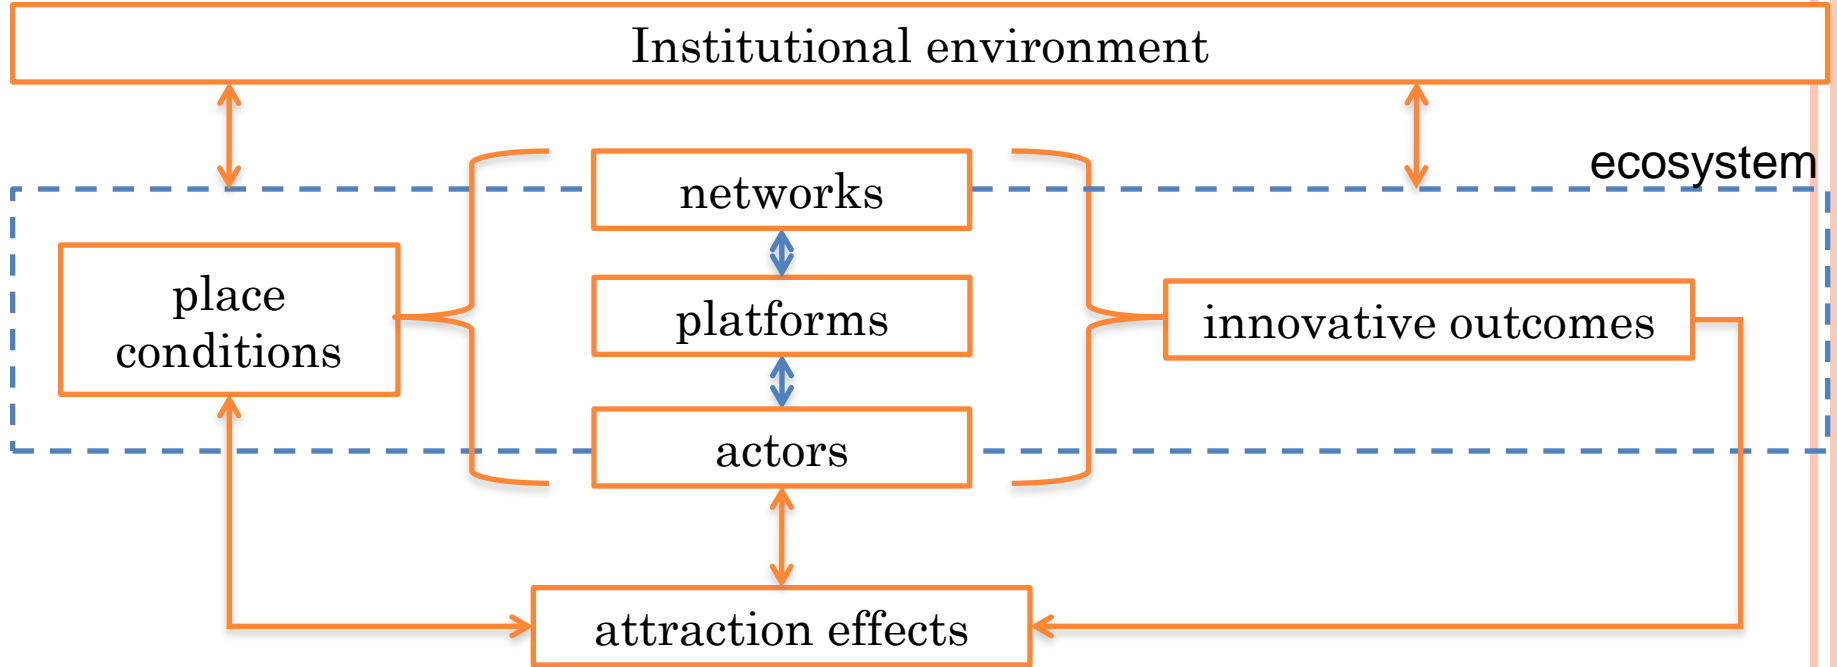 Institutional environment
ecosystem
networks
place
conditions
platforms
innovative outcomes
actors
attraction effects